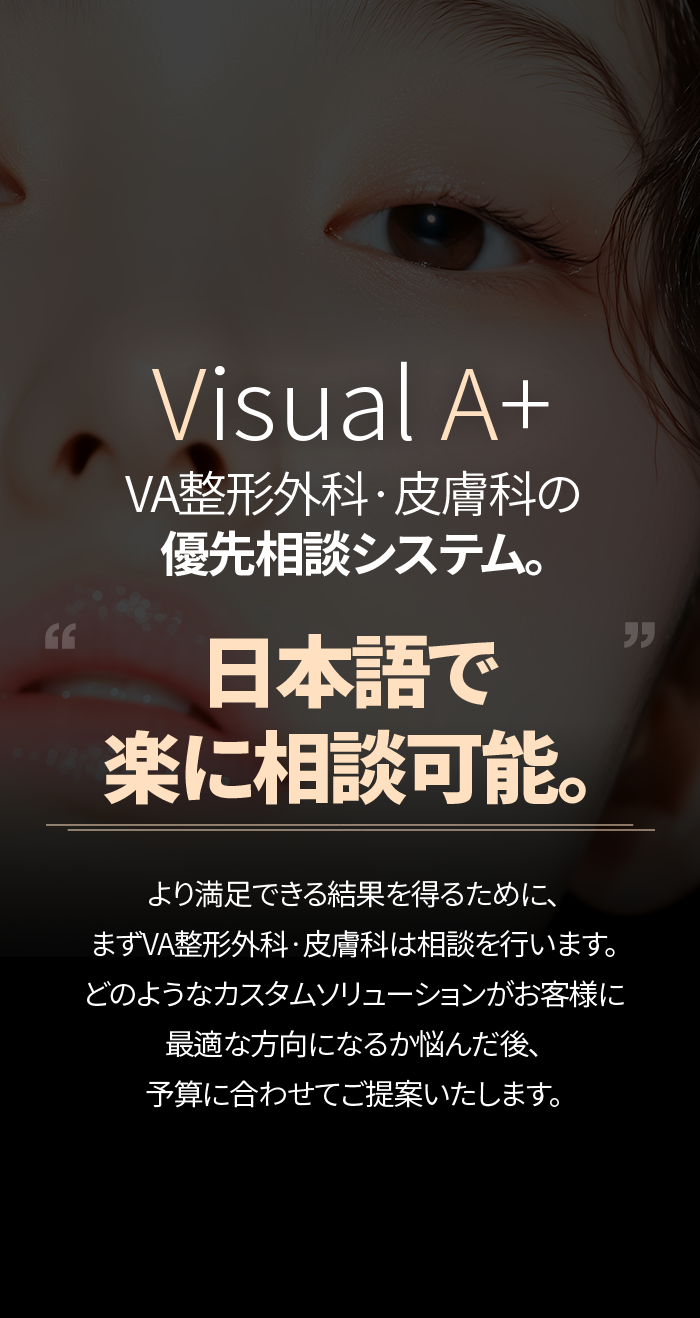 Visual A+
VA整形外科·皮膚科の
優先相談システム。
“ ”
日本語で
楽に相談可能。
より満足できる結果を得るために、
まずVA整形外科·皮膚科は相談を行います。
どのようなカスタムソリューションがお客様に
最適な方向になるか悩んだ後、
予算に合わせてご提案いたします。